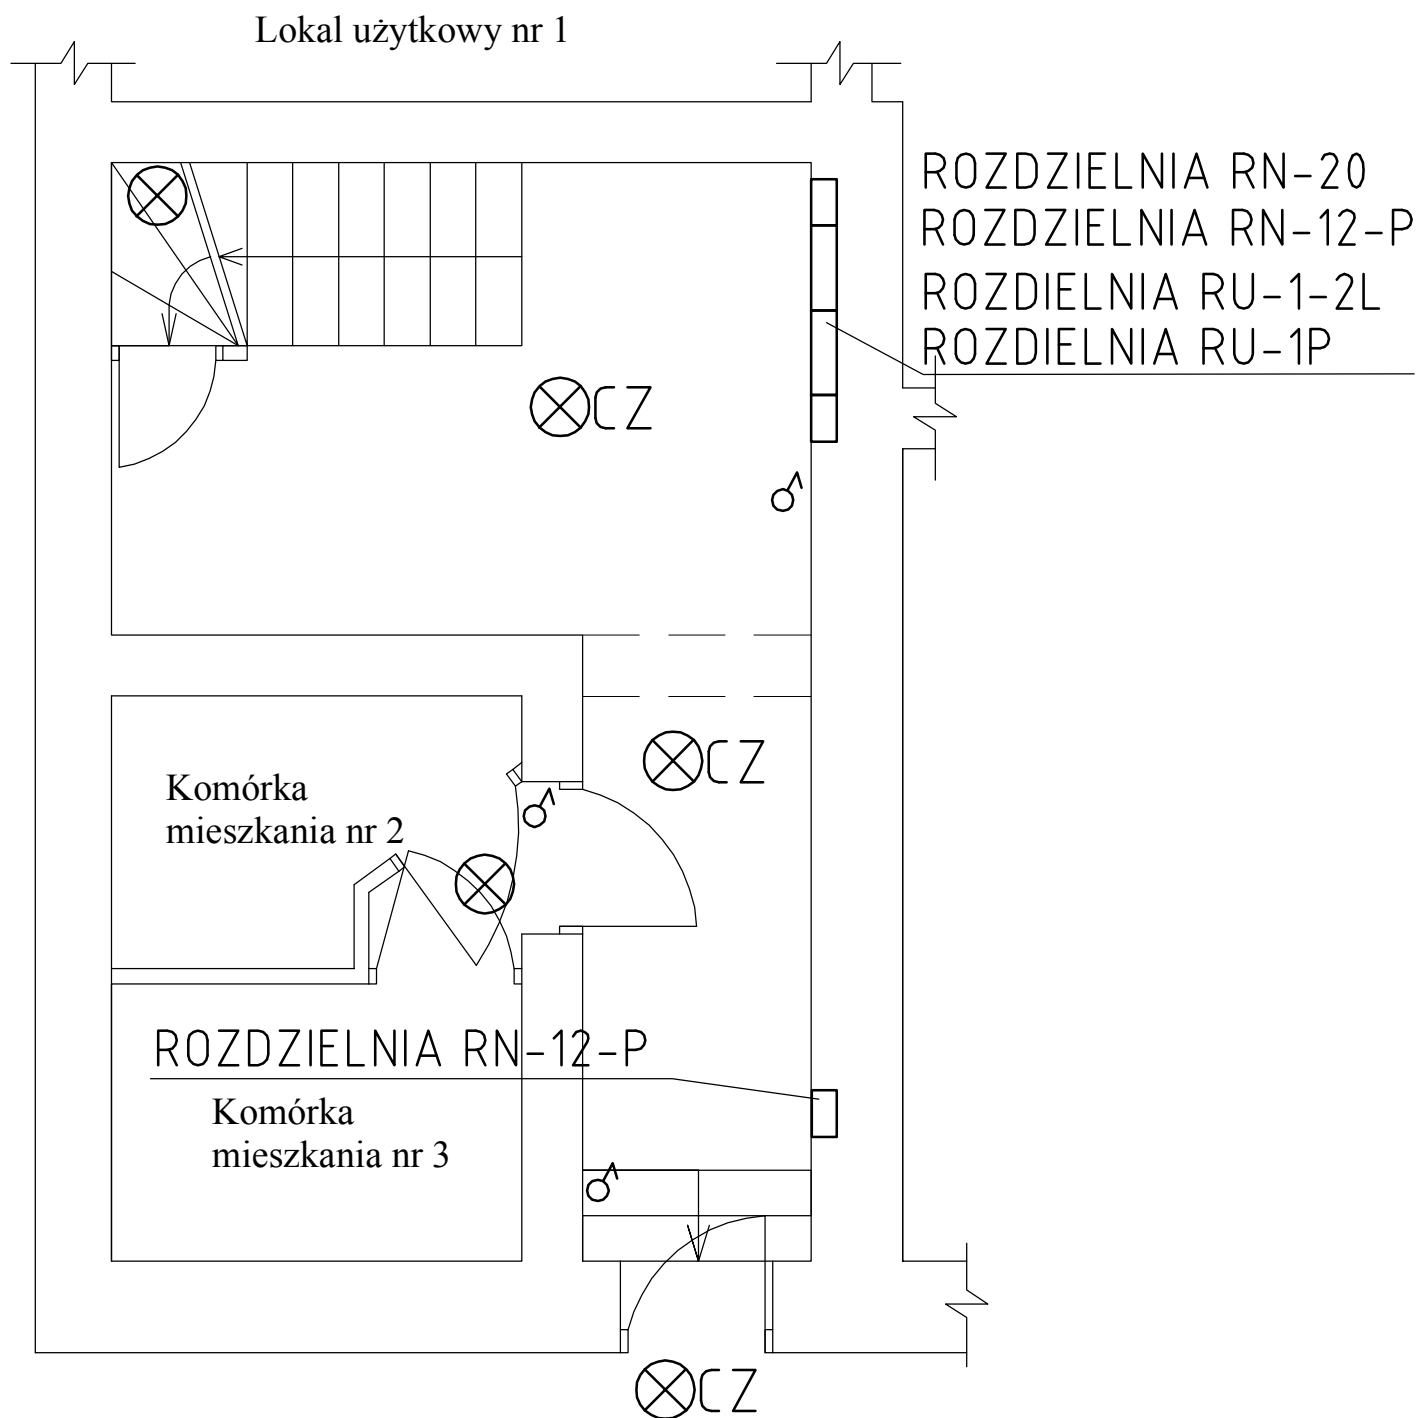 Lokal użytkowy nr 1
ROZDZIELNIA RN-20
ROZDZIELNIA RN-12-P
ROZDIELNIA RU-1-2L
ROZDIELNIA RU-1P
CZ
CZ
Komórka
mieszkania nr 2
ROZDZIELNIA RN-12-P
Komórka
mieszkania nr 3
CZ